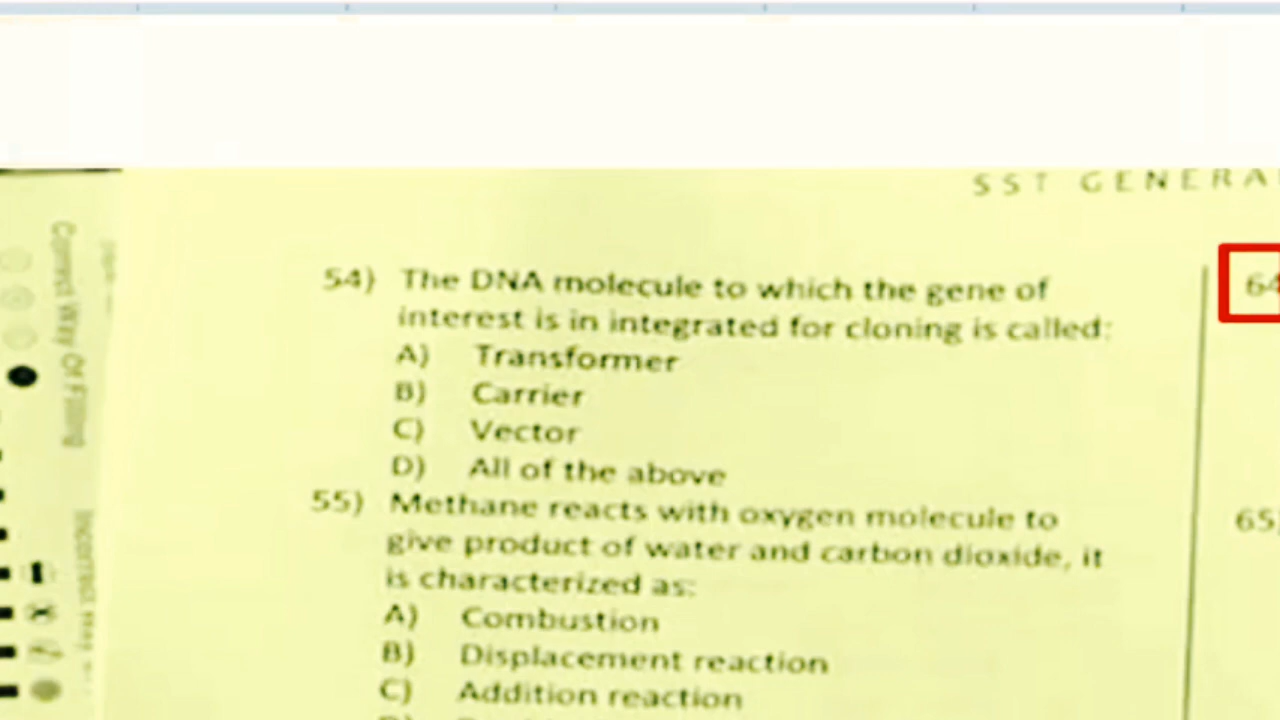 SST GENERA
54) The DNA molecule to which the gene of
interest is in integrated for cloning is called:
A) Transformer
B) Carrier
C) Vector
D) All of the above
55) Methane reacts with oxygen molecule to
give product of water and carbon dioxide, it
is characterized as:
A) Combustion
B) Displacement reaction
C) Addition reaction
64
65)
Correct Way Of Filling